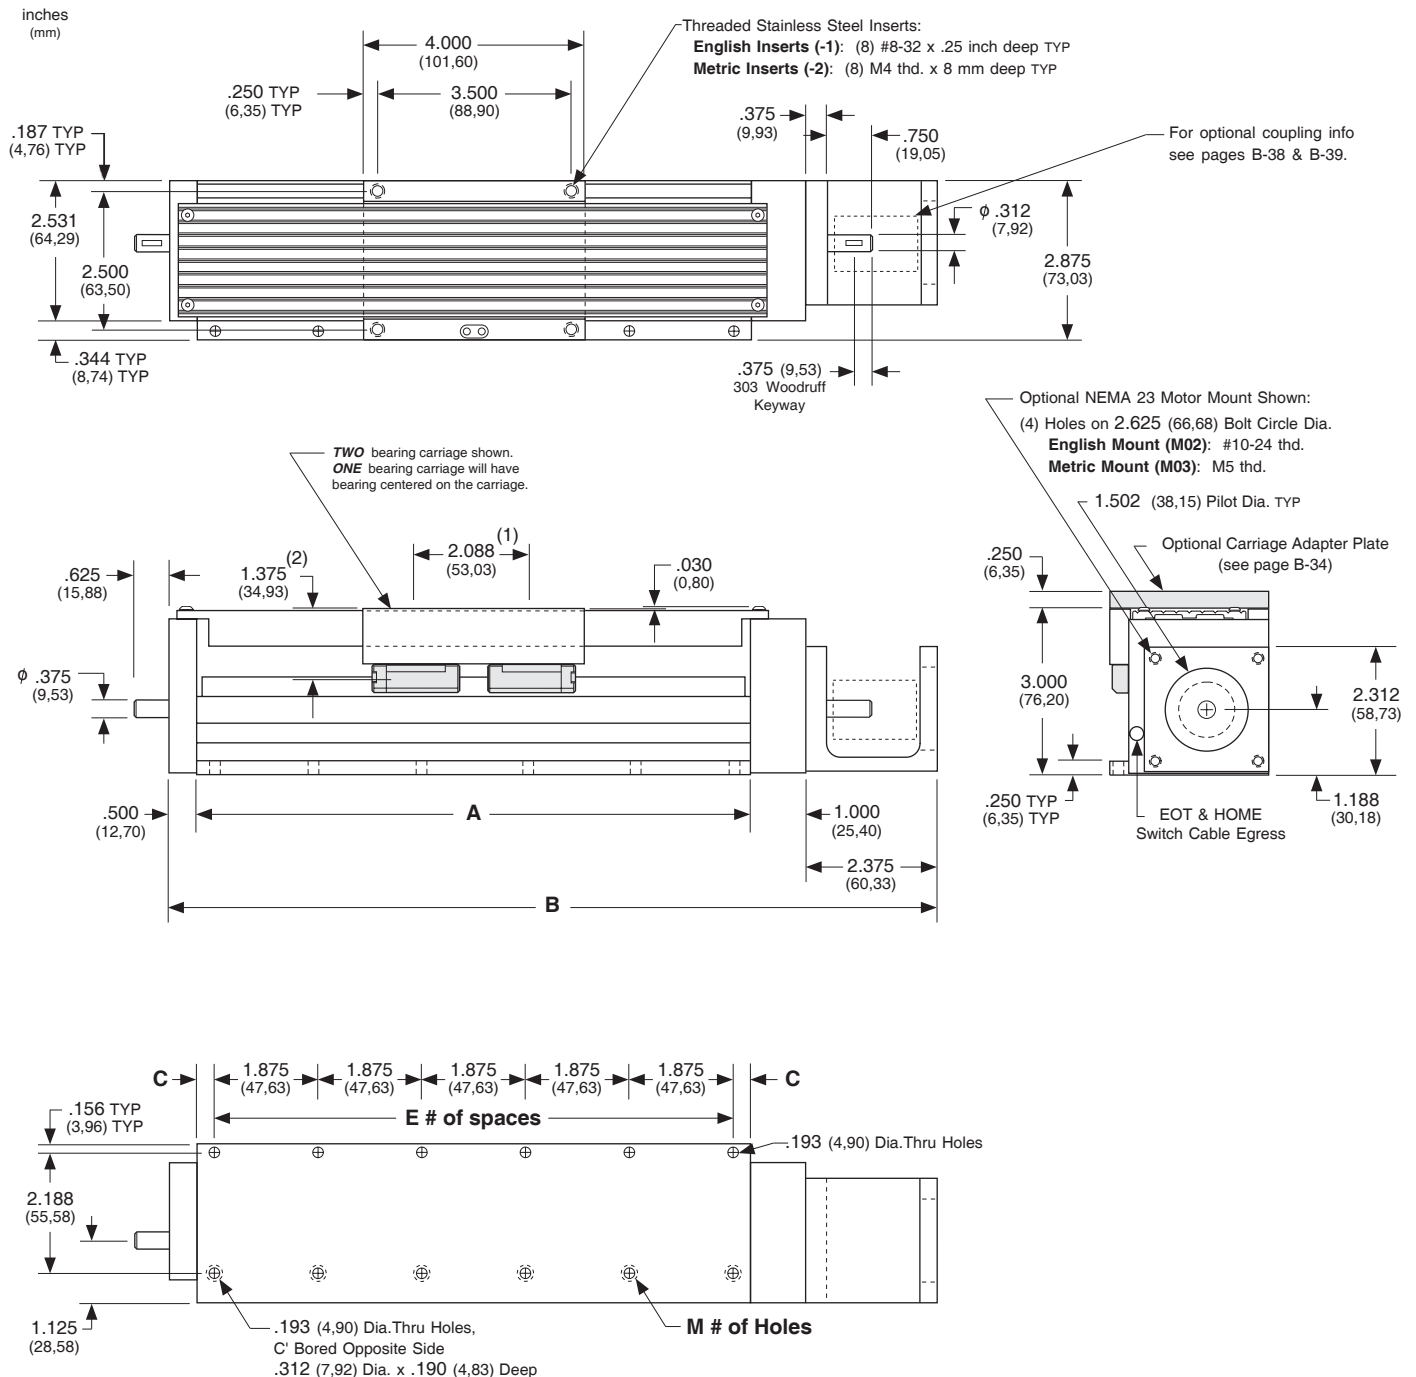 inches
(mm)
4.000
(101,60)
Threaded Stainless Steel Inserts:
English Inserts (-1): (8) #8-32 x .25 inch deep TYP
Metric Inserts (-2): (8) M4 thd. x 8 mm deep TYP
.250 TYP
(6,35) TYP
3.500
(88,90)
.375
(9,93)
.750
(19,05)
For optional coupling info
see pages B-38 & B-39.
.187 TYP
(4,76) TYP
2.531
(64,29)
2.500
(63,50)
ϕ .312
(7,92)
2.875
(73,03)
.344 TYP
(8,74) TYP
.375 (9,53)
303 Woodruff
Keyway
Optional NEMA 23 Motor Mount Shown:
(4) Holes on 2.625 (66,68) Bolt Circle Dia.
English Mount (M02): #10-24 thd.
Metric Mount (M03): M5 thd.
1.502 (38,15) Pilot Dia. TYP
Optional Carriage Adapter Plate
(see page B-34)
TWO bearing carriage shown.
ONE bearing carriage will have
bearing centered on the carriage.
.625
(15,88)
1.375 (2)
(34,93)
2.088 (1)
(53,03)
.030
(0,80)
.250
(6,35)
ϕ .375
(9,53)
3.000
(76,20)
2.312
(58,73)
.250 TYP
(6,35) TYP
1.188
(30,18)
EOT & HOME
Switch Cable Egress
.500
(12,70)
A
1.000
(25,40)
2.375
(60,33)
B
C
1.875
(47,63)
1.875
(47,63)
1.875
(47,63)
1.875
(47,63)
1.875
(47,63)
C
E # of spaces
.156 TYP
(3,96) TYP
.193 (4,90) Dia.Thru Holes
2.188
(55,58)
1.125
(28,58)
.193 (4,90) Dia.Thru Holes,
C' Bored Opposite Side
.312 (7,92) Dia. x .190 (4,83) Deep
M # of Holes